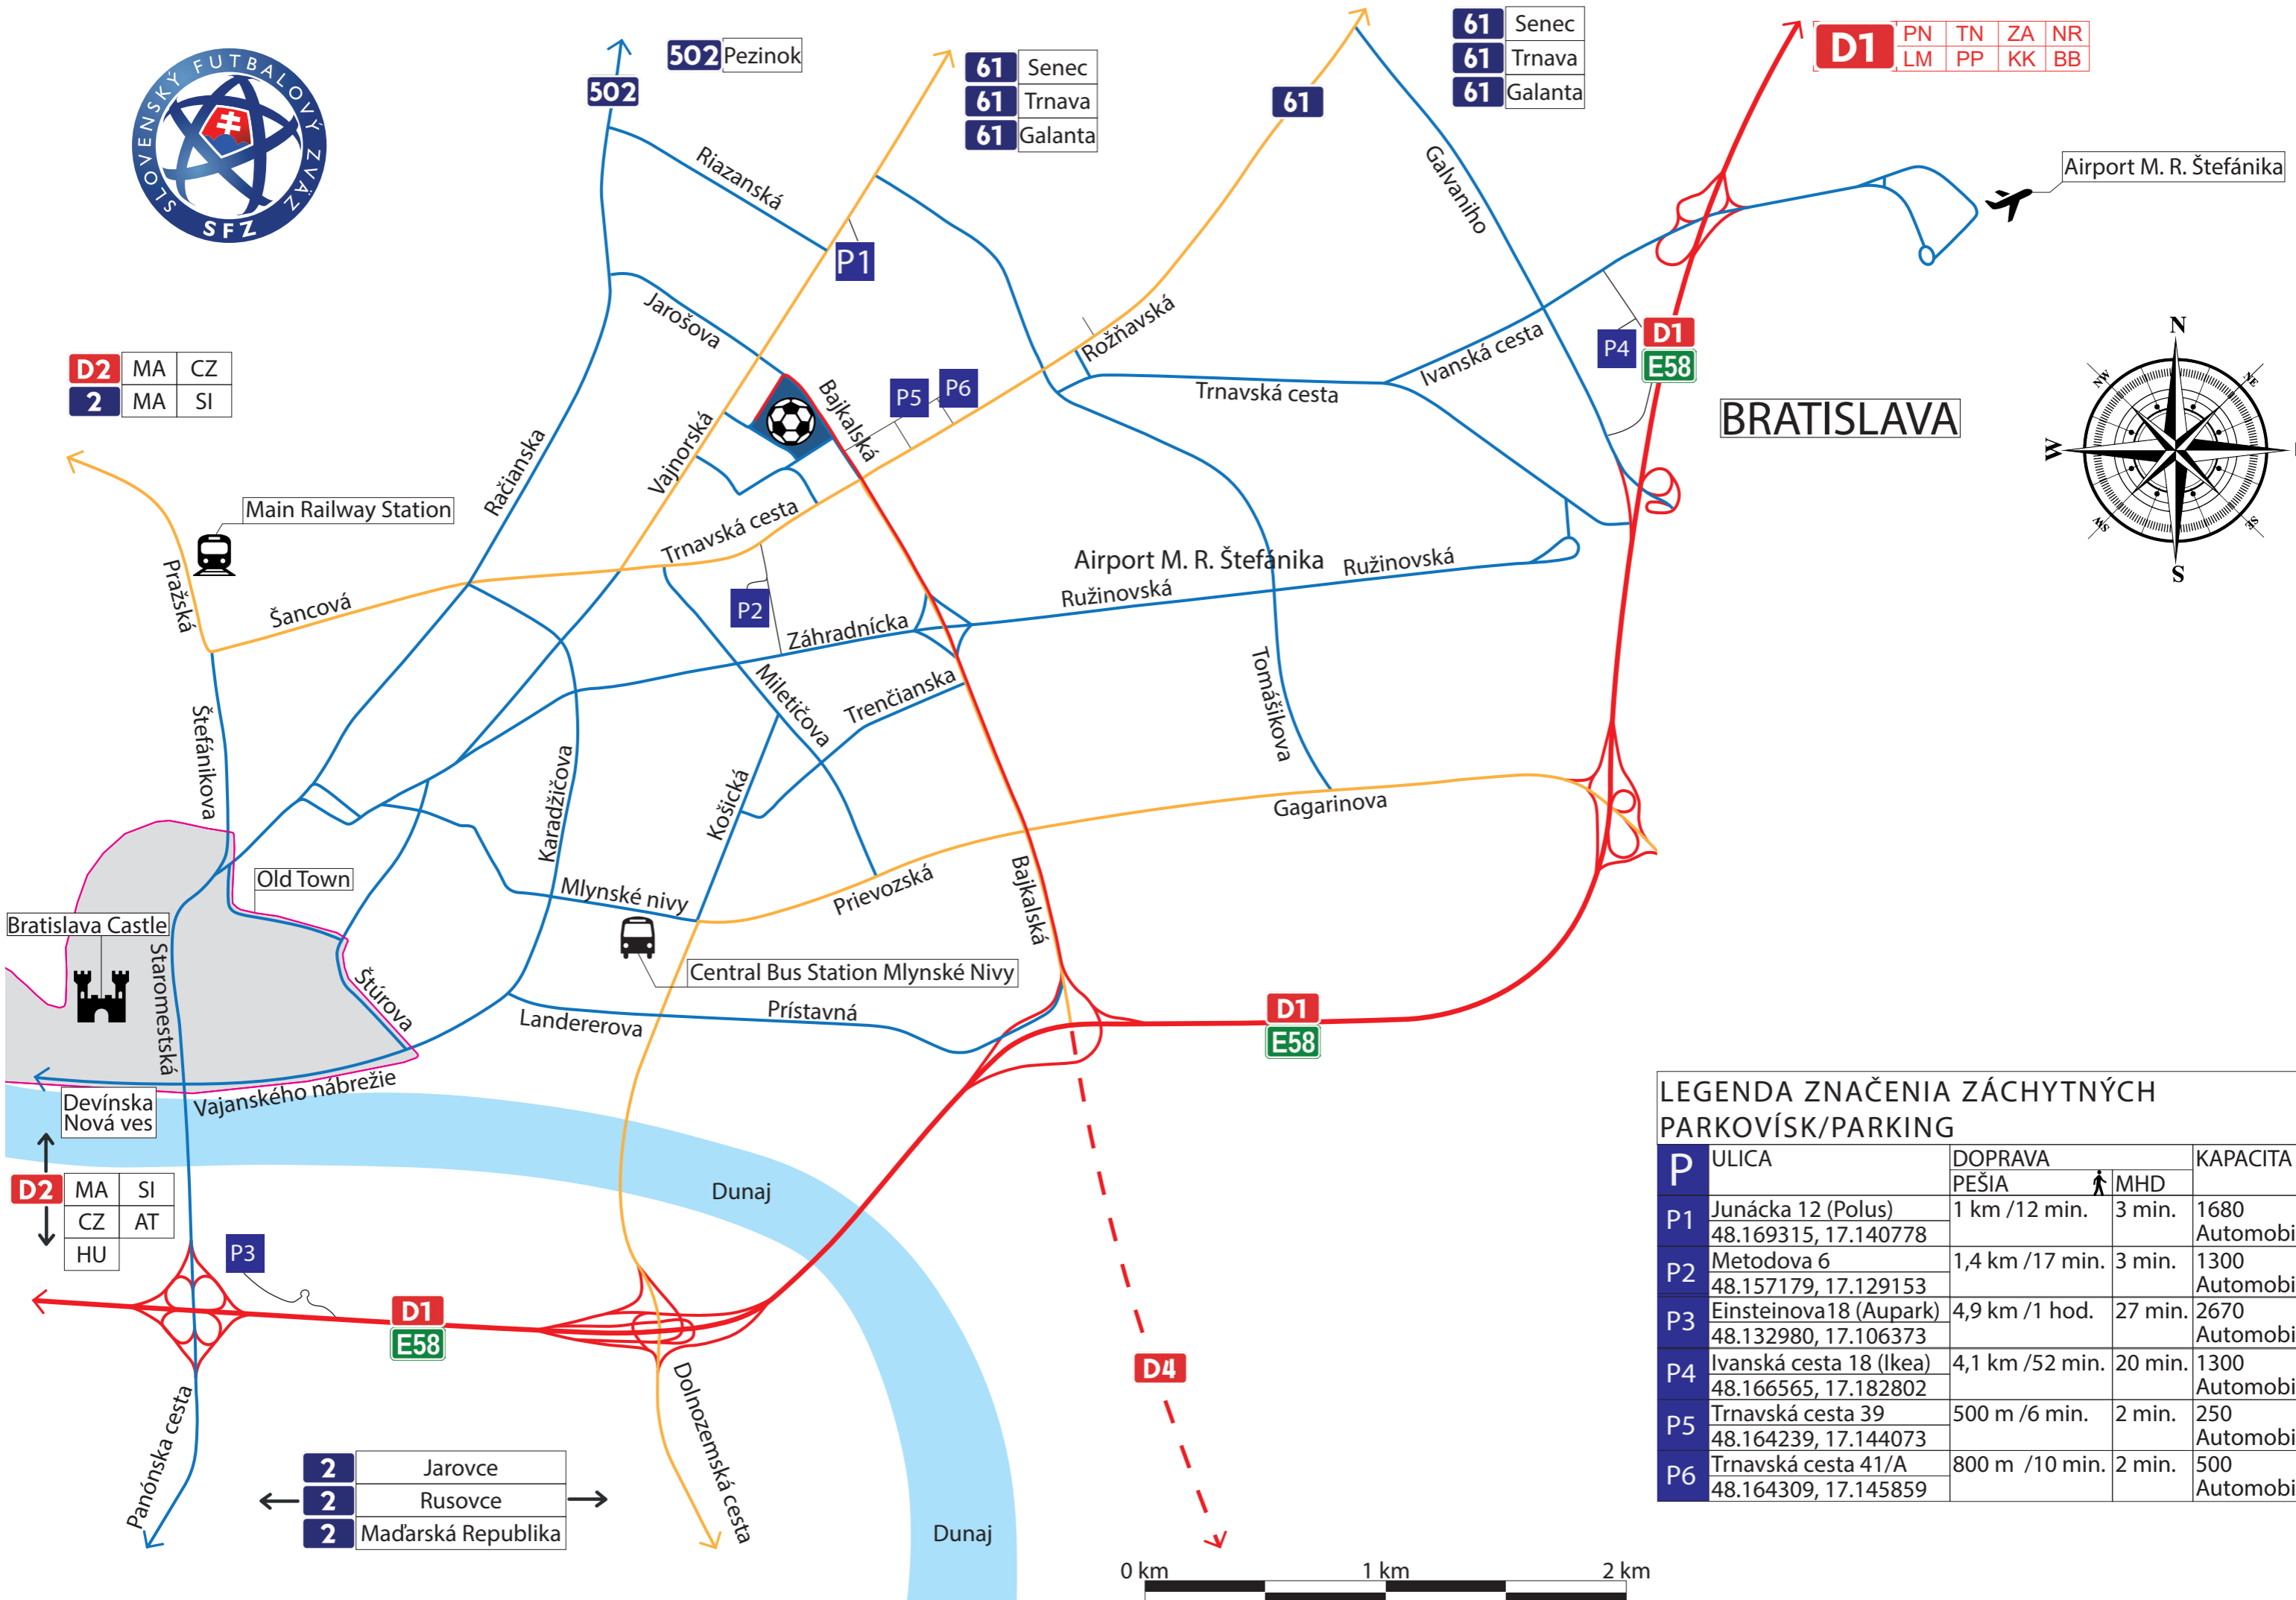 SLOVENSKÝ FUTBALOVÝ ZVÄZ
SFZ
502 Pezinok
502
61 Senec
61 Trnava
61 Galanta
61
61 Senec
61 Trnava
61 Galanta
D1 PN TN ZA NR
LM PP KK BB
Airport M. R. Štefánika
Riazanská
P1
Galvaniho
Jarošova
Rožňavská
Ivanská cesta
P4
D1
E58
D2 MA CZ
2 MA SI
Bajkalská
P5
P6
Trnavská cesta
BRATISLAVA
N
NE
SE
S
SW
W
NW
Vajnorská
Račianska
Main Railway Station
Trnavská cesta
Pražská
Šancová
P2
Airport M. R. Štefánika
Ružinovská
Ružinovská
Záhradnícka
Miletičova
Trenčianska
Tomášikova
Štefánikova
Karadžičova
Košická
Gagarinova
Old Town
Mlynské nivy
Prievozská
Bajkalská
Bratislava Castle
Staromestská
Štúrova
Central Bus Station Mlynské Nivy
Landererova
Prístavná
D1
E58
Vajanského nábrežie
Devínska
Nová ves
D2 MA SI
CZ AT
HU
P3
Dunaj
D1
E58
D4
Panónska cesta
Dolnozemská cesta
2 Jarovce
2 Rusovce
2 Maďarská Republika
Dunaj
0 km 1 km 2 km
LEGENDA ZNAČENIA ZÁCHYTNÝCH
PARKOVÍSK/PARKING
P ULICA DOPRAVA KAPACITA
PEŠIA MHD
P1 Junácka 12 (Polus) 1 km /12 min. 3 min. 1680
48.169315, 17.140778 Automobi
P2 Metodova 6 1,4 km /17 min. 3 min. 1300
48.157179, 17.129153 Automobi
P3 Einsteinova18 (Aupark) 4,9 km /1 hod. 27 min. 2670
48.132980, 17.106373 Automobi
P4 Ivanská cesta 18 (Ikea) 4,1 km /52 min. 20 min. 1300
48.166565, 17.182802 Automobi
P5 Trnavská cesta 39 500 m /6 min. 2 min. 250
48.164239, 17.144073 Automobi
P6 Trnavská cesta 41/A 800 m /10 min. 2 min. 500
48.164309, 17.145859 Automobi